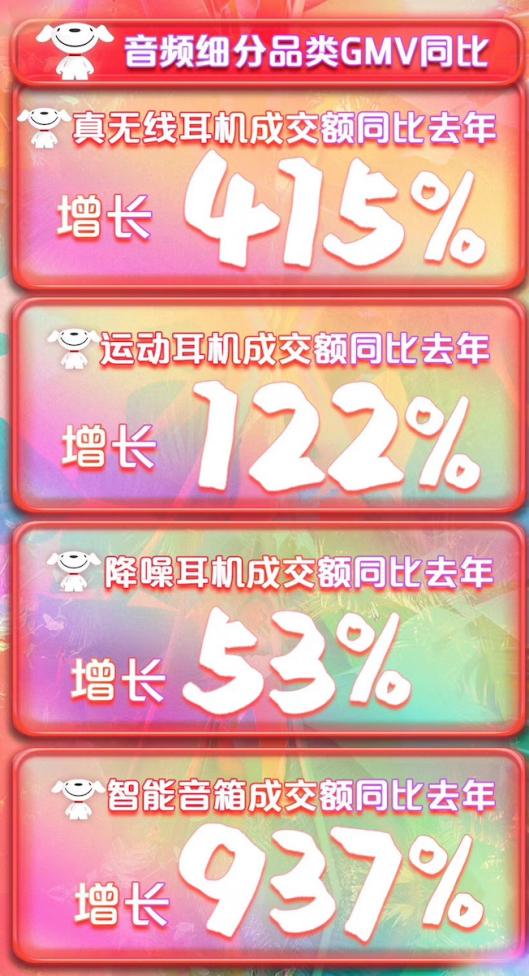 音频细分品类GMV同比
真无线耳机成交额同比去年
增长 415%
运动耳机成交额同比去年
增长 122%
降噪耳机成交额同比去年
增长 53%
智能音箱成交额同比去年
增长 937%